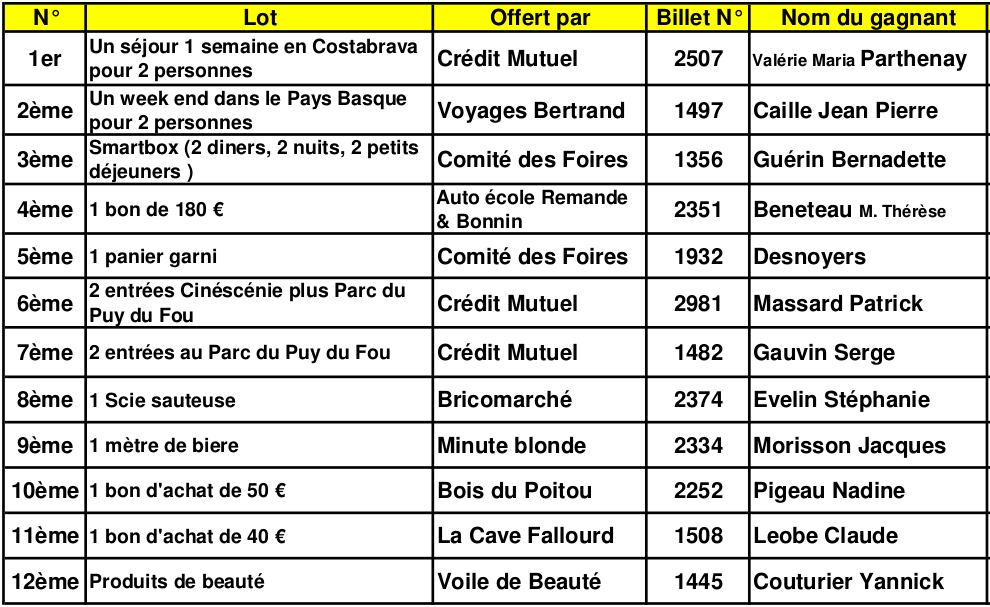 N° Lot Offert par Billet N° Nom du gagnant
1er Un séjour 1 semaine en Costabrava pour 2 personnes Crédit Mutuel 2507 Valérie Maria Parthenay
2ème Un week end dans le Pays Basque pour 2 personnes Voyages Bertrand 1497 Caille Jean Pierre
3ème Smartbox (2 diners, 2 nuits, 2 petits déjeuners ) Comité des Foires 1356 Guérin Bernadette
4ème 1 bon de 180 € Auto école Remande & Bonnin 2351 Beneteau M. Thérèse
5ème 1 panier garni Comité des Foires 1932 Desnoyers
6ème 2 entrées Cinéscénie plus Parc du Puy du Fou Crédit Mutuel 2981 Massard Patrick
7ème 2 entrées au Parc du Puy du Fou Crédit Mutuel 1482 Gauvin Serge
8ème 1 Scie sauteuse Bricomarché 2374 Evelin Stéphanie
9ème 1 mètre de biere Minute blonde 2334 Morisson Jacques
10ème 1 bon d'achat de 50 € Bois du Poitou 2252 Pigeau Nadine
11ème 1 bon d'achat de 40 € La Cave Fallourd 1508 Leobe Claude
12ème Produits de beauté Voile de Beauté 1445 Couturier Yannick